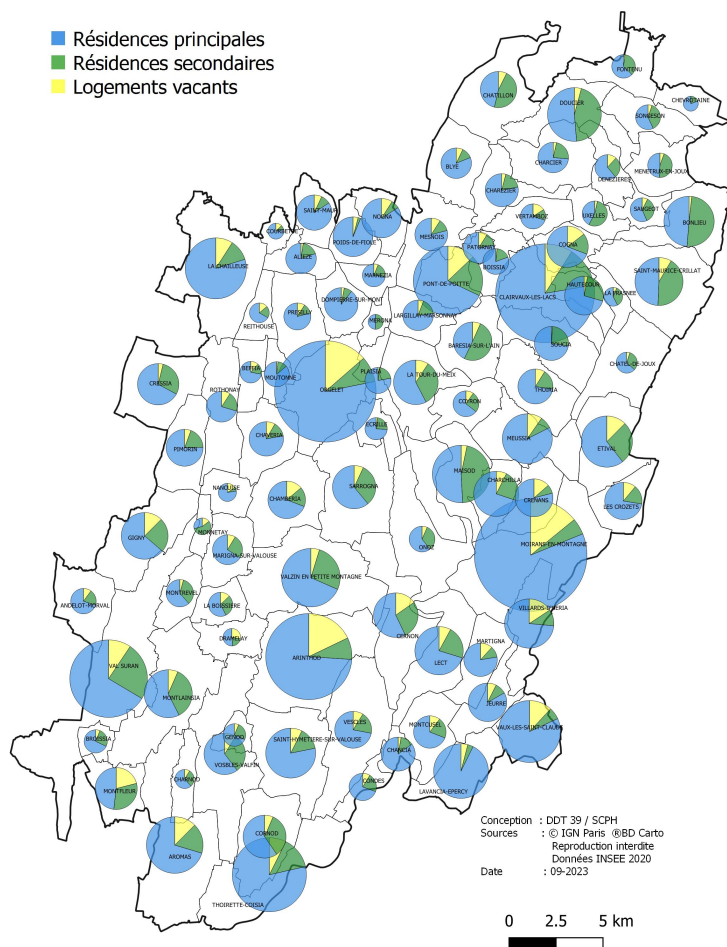 Résidences principales
Résidences secondaires
Logements vacants
FONTENU
CHATILLON
DOUCIER
CHEVROTAINE
SONGESON
CHARCIER
BLYE
DENEZIERES
MENETRUX-EN-JOUX
CHAREZIER
SAINT-MAUR
NOGNA
VERTAMBOZ
UXELLES
SAUGEOT
BONLIEU
COURBETTE
POIDS-DE-FIOLE
MESNOIS
PATORNAY
COGNA
ALIEZE
BOISSIA
LA CHAILLEUSE
MARNEZIA
PONT-DE-POITTE
SAINT-MAURICE-CRILLAT
HAUTECOUR
CLAIRVAUX-LES-LACS
LA FRASNEE
DOMPIERRE-SUR-MONT
PRESILLY
LARGILLAY-MARSONNAY
REITHOUSE
MERONA
SOUCIA
BARESIA-SUR-L'AIN
CHATEL-DE-JOUX
BEFFIA
PLAISIA
LA TOUR-DU-MEIX
MOUTONNE
CRESSIA
THOIRIA
ROTHONAY
ORGELET
COYRON
ECRILLE
CHAVERIA
MEUSSIA
ETIVAL
PIMORIN
MAISOD
CHARCHILLA
NANCUISE
CHAMBERIA
SARROGNA
CRENANS
LES CROZETS
MONNETAY
GIGNY
MARIGNA-SUR-VALOUSE
ONOZ
MOIRANS-EN-MONTAGNE
VALZIN EN PETITE MONTAGNE
MONTREVEL
ANDELOT-MORVAL
LA BOISSIERE
VILLARDS-D'HERIA
CERNON
DRAMELAY
MARTIGNA
ARINTHOD
LECT
VAL SURAN
MONTLAINSIA
JEURRE
VESCLES
MONTCUSEL
VAUX-LES-SAINT-CLAUDE
BROISSIA
GENOD
SAINT-HYMETIERE-SUR-VALOUSE
CHANCIA
VOSBLES-VALFIN
CHARNOD
CONDES
MONTFLEUR
LAVANCIA-EPERCY
CORNOD
AROMAS
THOIRETTE-COISIA
Conception : DDT 39 / SCPH
Sources : © IGN Paris ®BD Carto
Reproduction interdite
Données INSEE 2020
Date : 09-2023
0 2.5 5 km